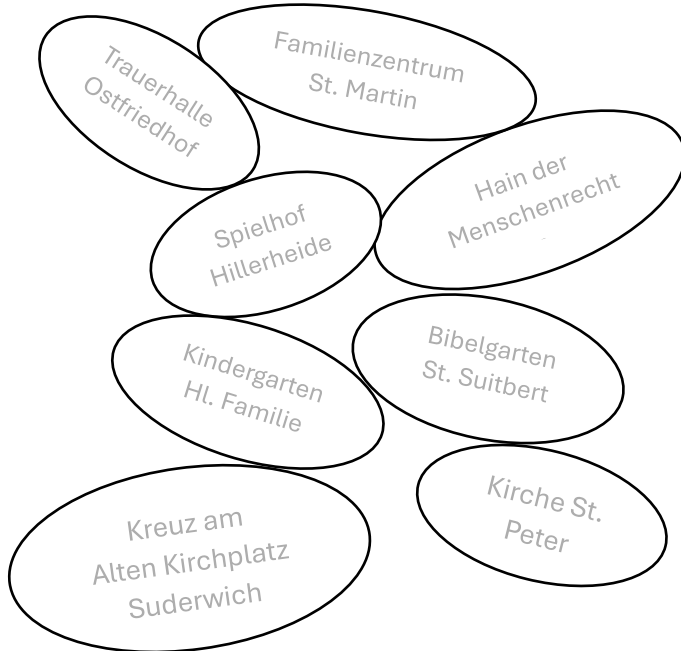 Trauerhalle
Ostfriedhof
Familienzentrum
St. Martin
Hain der
Menschenrecht
Spielhof
Hillerheide
Kindergarten
Hl. Familie
Bibelgarten
St. Suitbert
Kreuz am
Alten Kirchplatz
Suderwich
Kirche St.
Peter